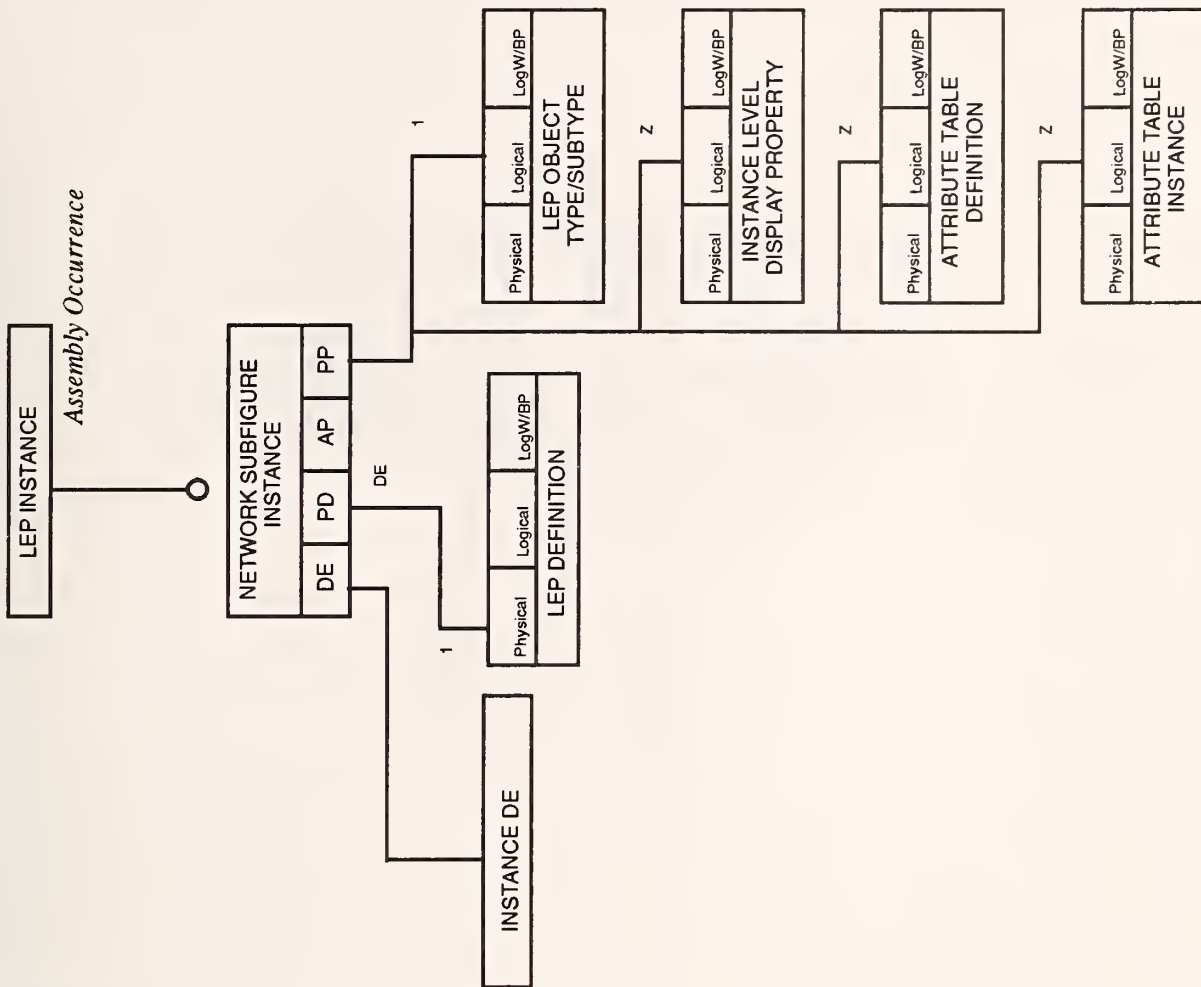 LEP INSTANCE
Assembly Occurrence
NETWORK SUBFIGURE
INSTANCE
DE PD AP PP
INSTANCE DE
1
DE
Physical Logical LogW/BP
LEP DEFINITION
1
Physical Logical LogW/BP
LEP OBJECT
TYPE/SUBTYPE
Z
Physical Logical LogW/BP
INSTANCE LEVEL
DISPLAY PROPERTY
Z
Physical Logical LogW/BP
ATTRIBUTE TABLE
DEFINITION
Z
Physical Logical LogW/BP
ATTRIBUTE TABLE
INSTANCE